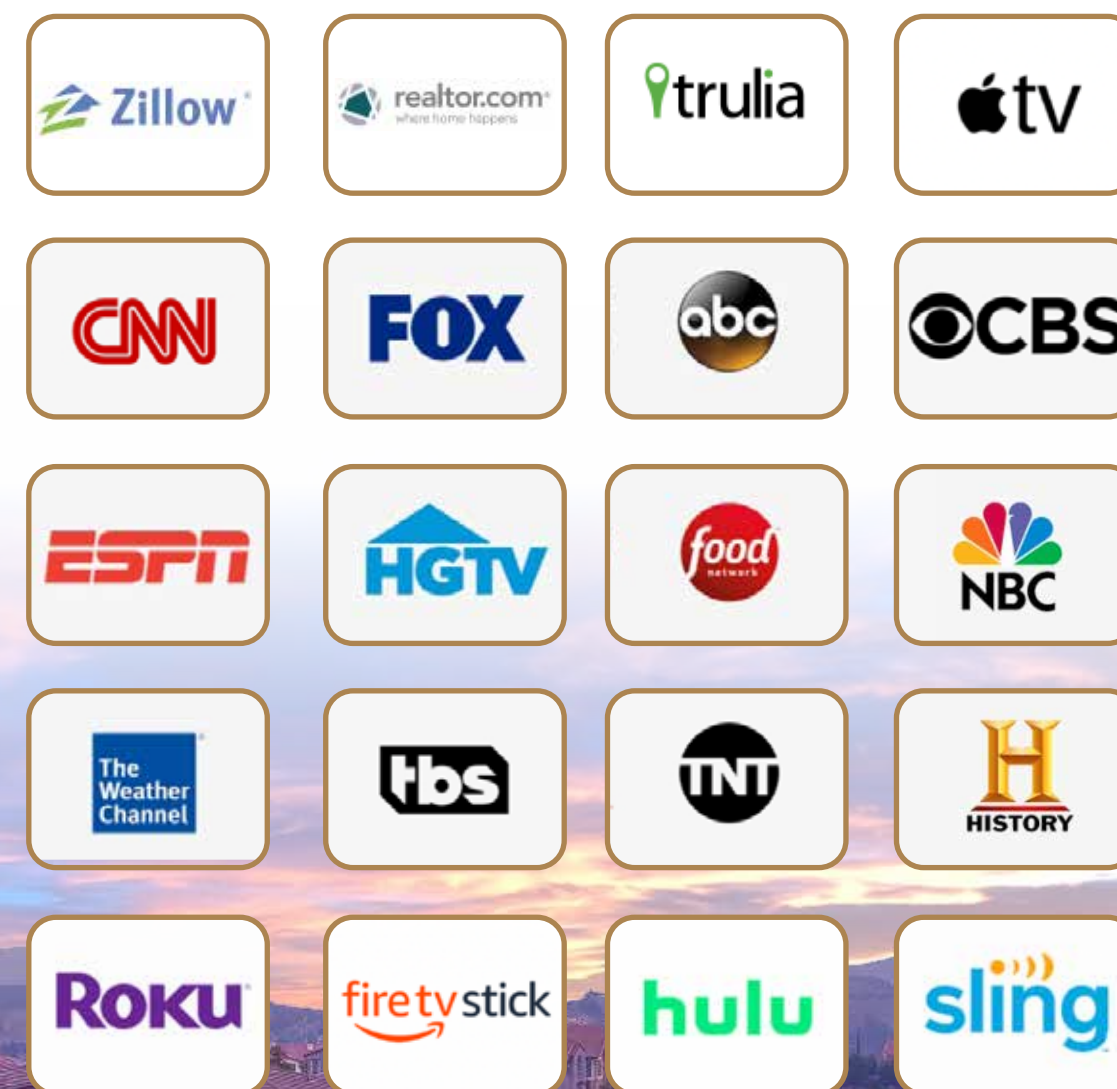 Zillow
realtor.com
where home happens
trulia
tv
CNN
FOX
abc
CBS
ESPN
HGTV
food
network
NBC
The
Weather
Channel
tbs
TNT
H
HISTORY
ROKU
fire tv stick
hulu
sling